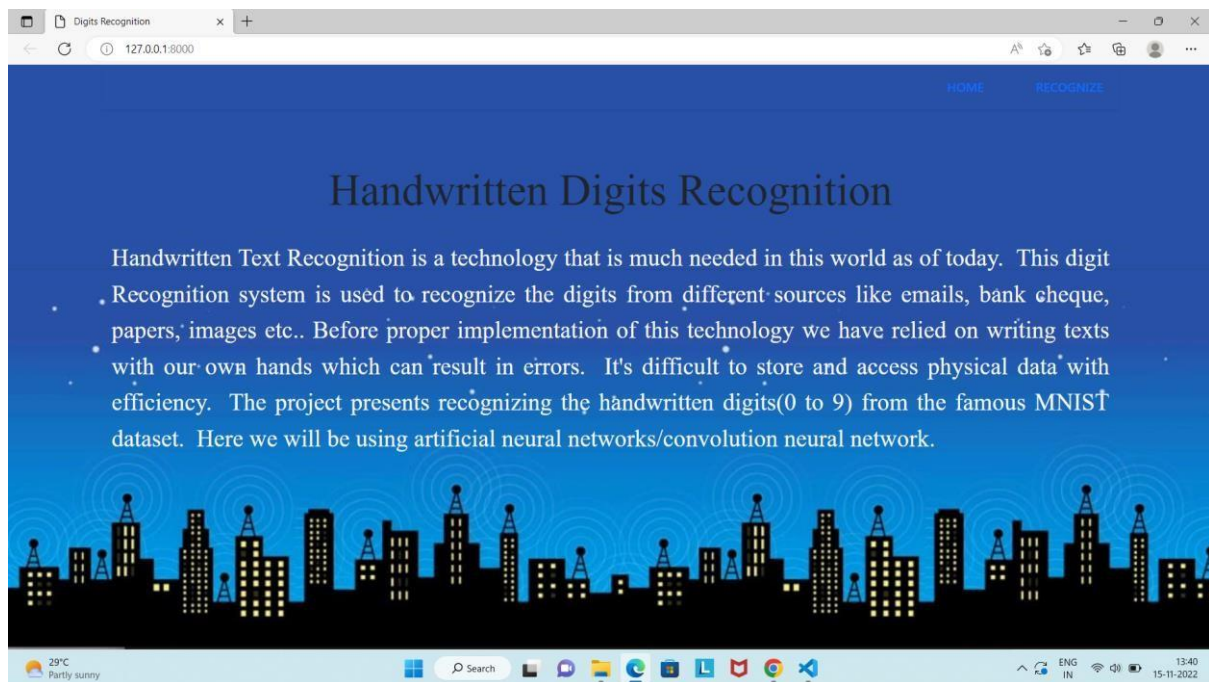 Digits Recognition
127.0.0.1:8000
HOME RECOGNIZE
Handwritten Digits Recognition
Handwritten Text Recognition is a technology that is much needed in this world as of today. This digit
Recognition system is used to recognize the digits from different sources like emails, bank cheque,
papers, images etc.. Before proper implementation of this technology we have relied on writing texts
with our own hands which can result in errors. It's difficult to store and access physical data with
efficiency. The project presents recognizing the handwritten digits(0 to 9) from the famous MNIST
dataset. Here we will be using artificial neural networks/convolution neural network.
29°C
Partly sunny
Search
L
ENG
IN
13:40
15-11-2022